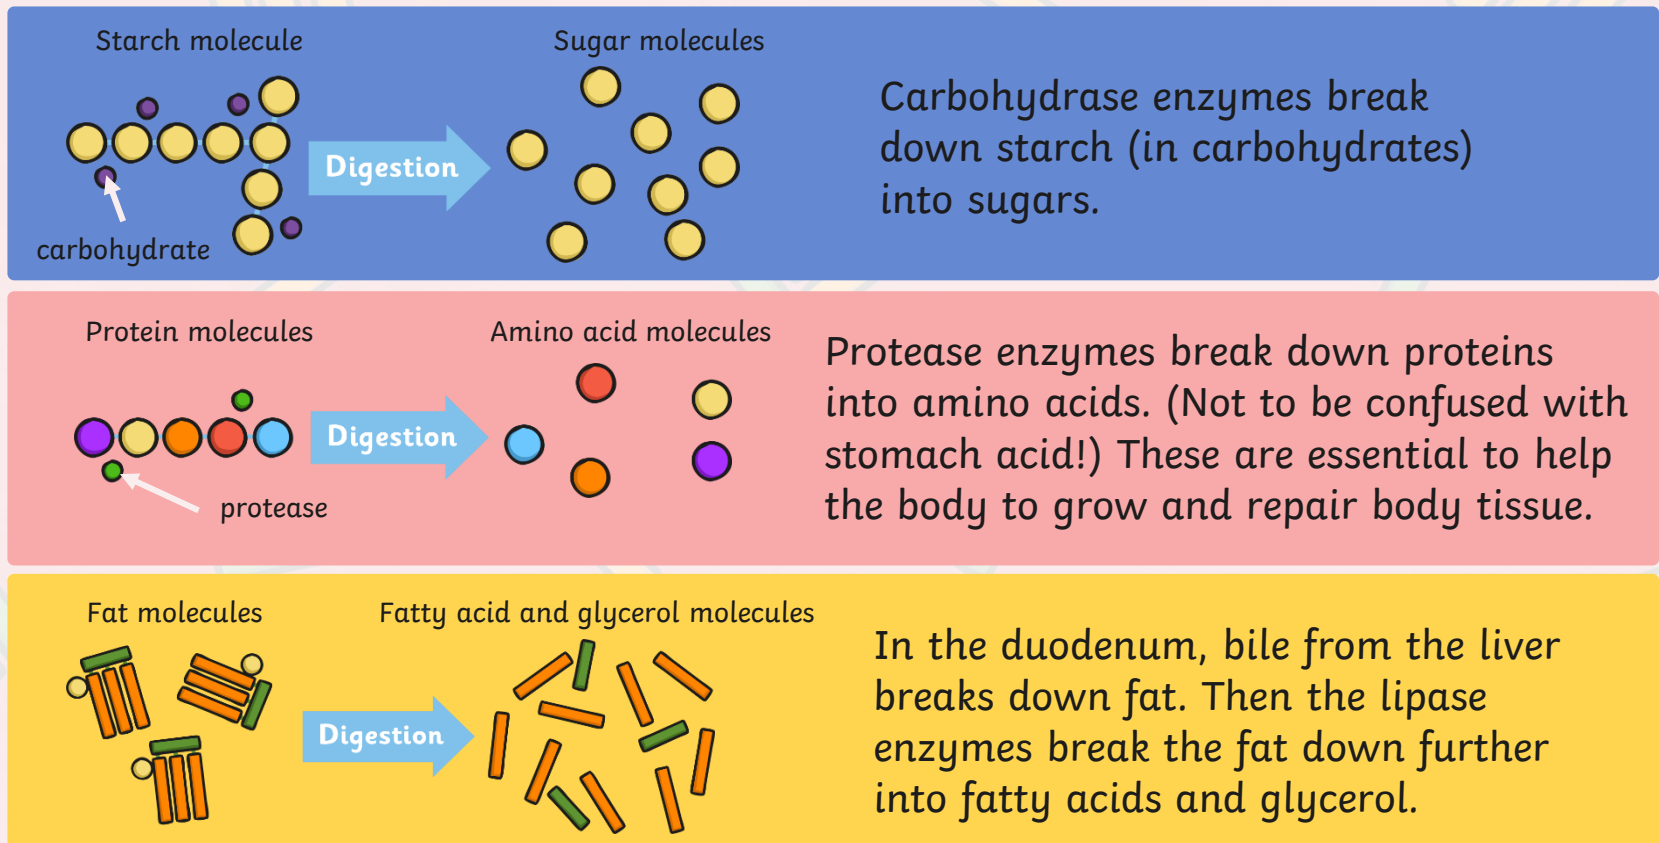 Starch molecule
Sugar molecules
Digestion
carbohydrate
Carbohydrase enzymes break
down starch (in carbohydrates)
into sugars.
Protein molecules
Amino acid molecules
Digestion
protease
Protease enzymes break down proteins
into amino acids. (Not to be confused with
stomach acid!) These are essential to help
the body to grow and repair body tissue.
Fat molecules
Fatty acid and glycerol molecules
Digestion
In the duodenum, bile from the liver
breaks down fat. Then the lipase
enzymes break the fat down further
into fatty acids and glycerol.